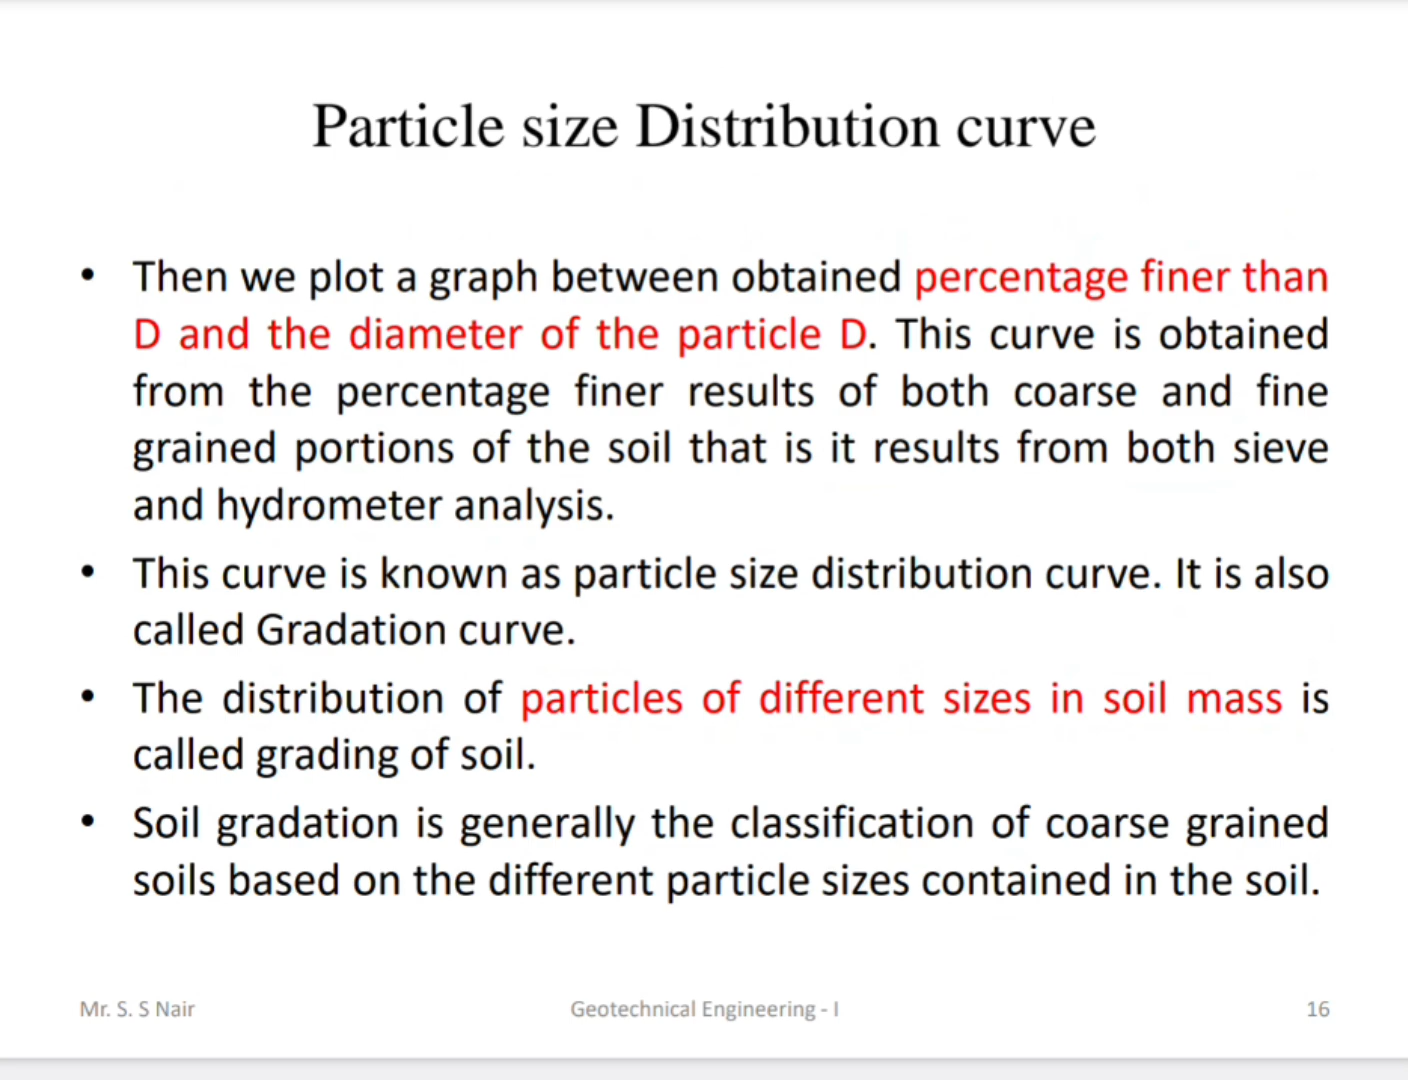 Particle size Distribution curve
• Then we plot a graph between obtained percentage finer than
D and the diameter of the particle D. This curve is obtained
from the percentage finer results of both coarse and fine
grained portions of the soil that is it results from both sieve
and hydrometer analysis.
• This curve is known as particle size distribution curve. It is also
called Gradation curve.
• The distribution of particles of different sizes in soil mass is
called grading of soil.
• Soil gradation is generally the classification of coarse grained
soils based on the different particle sizes contained in the soil.
Mr. S. S Nair
Geotechnical Engineering - I
16